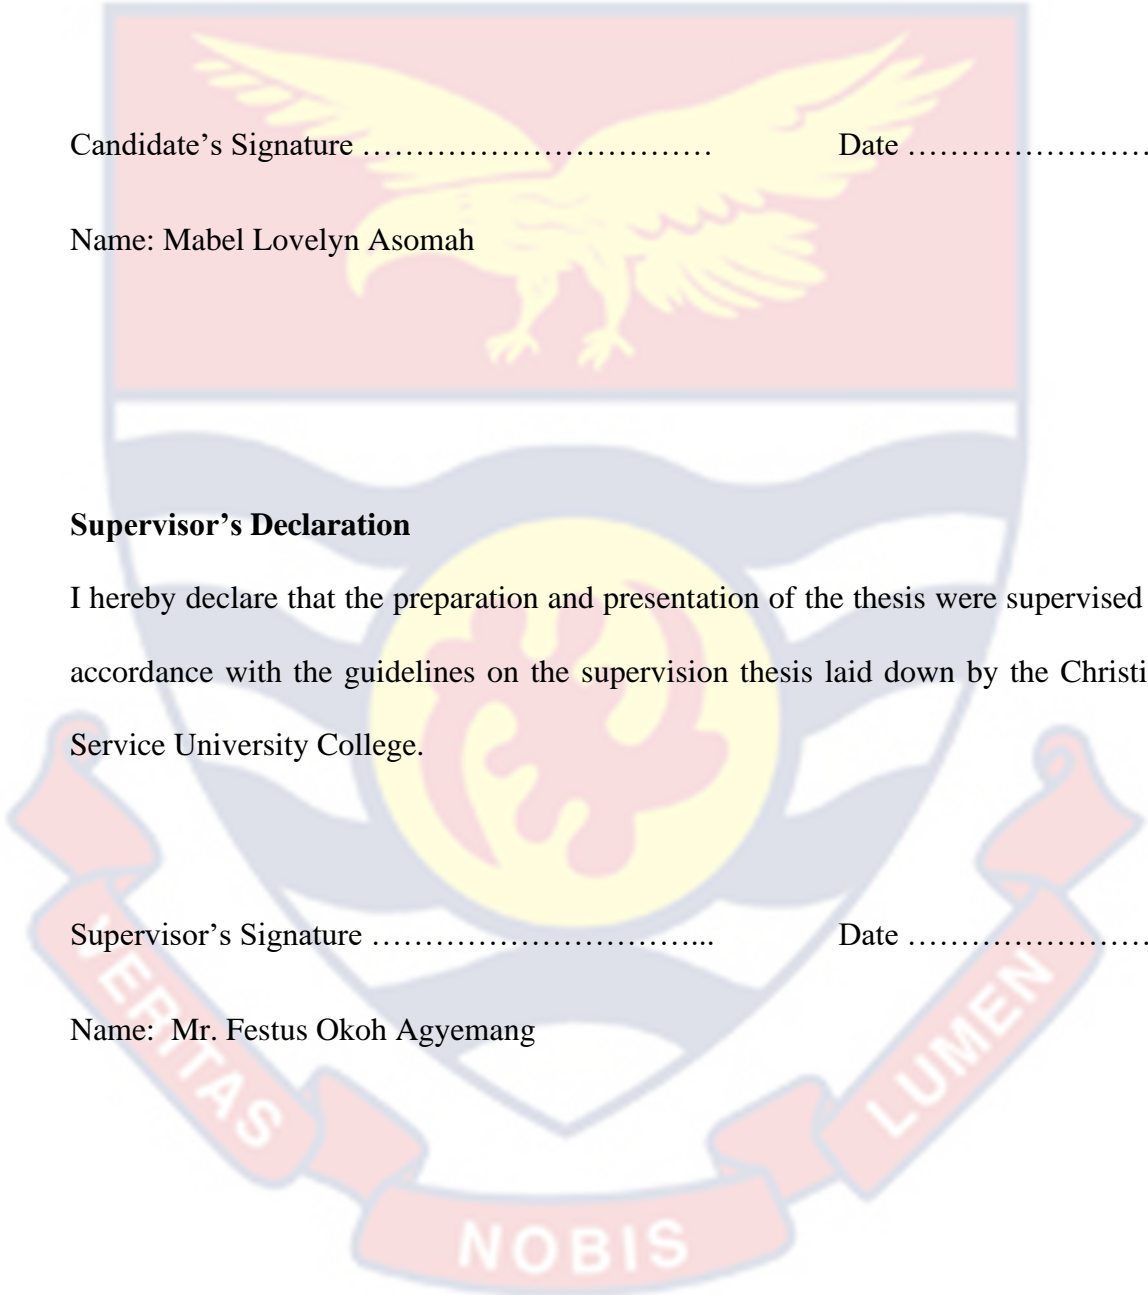 Candidate’s Signature …………………………… Date ………………….
Name: Mabel Lovelyn Asomah
Supervisor’s Declaration
I hereby declare that the preparation and presentation of the thesis were supervised
accordance with the guidelines on the supervision thesis laid down by the Christi
Service University College.
Supervisor’s Signature …………………………... Date ………………….
Name: Mr. Festus Okoh Agyemang
VERITAS
NOBIS
LUMEN